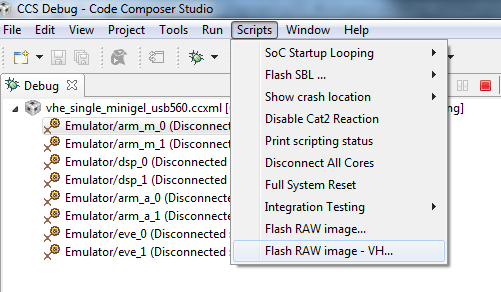 CCS Debug - Code Composer Studio
File Edit View Project Tools Run Scripts Window Help
Debug
vhe_single_minigel_usb560.ccxml [
Emulator/arm_m_0 (Disconnected
Emulator/arm_m_1 (Disconnected
Emulator/dsp_0 (Disconnected
Emulator/dsp_1 (Disconnected
Emulator/arm_a_0 (Disconnected
Emulator/arm_a_1 (Disconnected
Emulator/eve_0 (Disconnected
Emulator/eve_1 (Disconnected
SoC Startup Looping
Flash SBL ...
Show crash location
Disable Cat2 Reaction
Print scripting status
Disconnect All Cores
Full System Reset
Integration Testing
Flash RAW image...
Flash RAW image - VH...